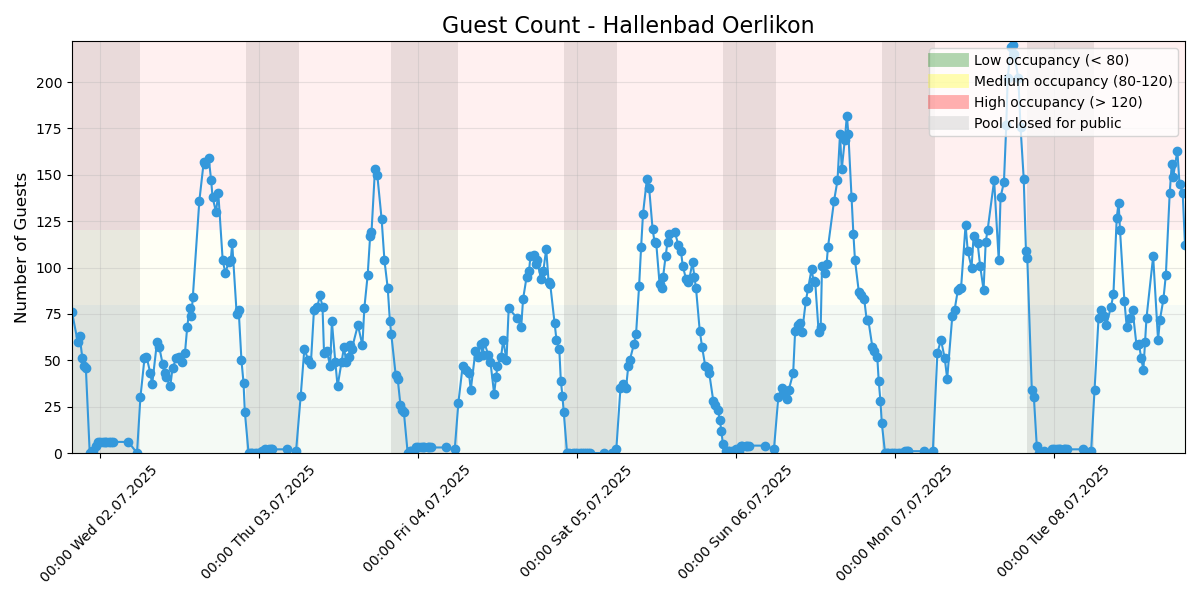 Guest Count - Hallenbad Oerlikon
Number of Guests
200
175
150
125
100
75
50
25
0
Low occupancy (< 80)
Medium occupancy (80-120)
High occupancy (> 120)
Pool closed for public
00:00 Wed 02.07.2025
00:00 Thu 03.07.2025
00:00 Fri 04.07.2025
00:00 Sat 05.07.2025
00:00 Sun 06.07.2025
00:00 Mon 07.07.2025
00:00 Tue 08.07.2025